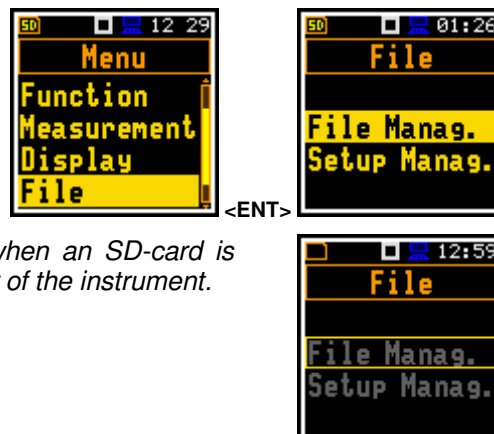 SD 12 29
Menu
Function
Measurement
Display
File
<ENT>
SD 01:26
File
File Manag.
Setup Manag.
when an SD-card is
of the instrument.
12:59
File
File Manag.
Setup Manag.